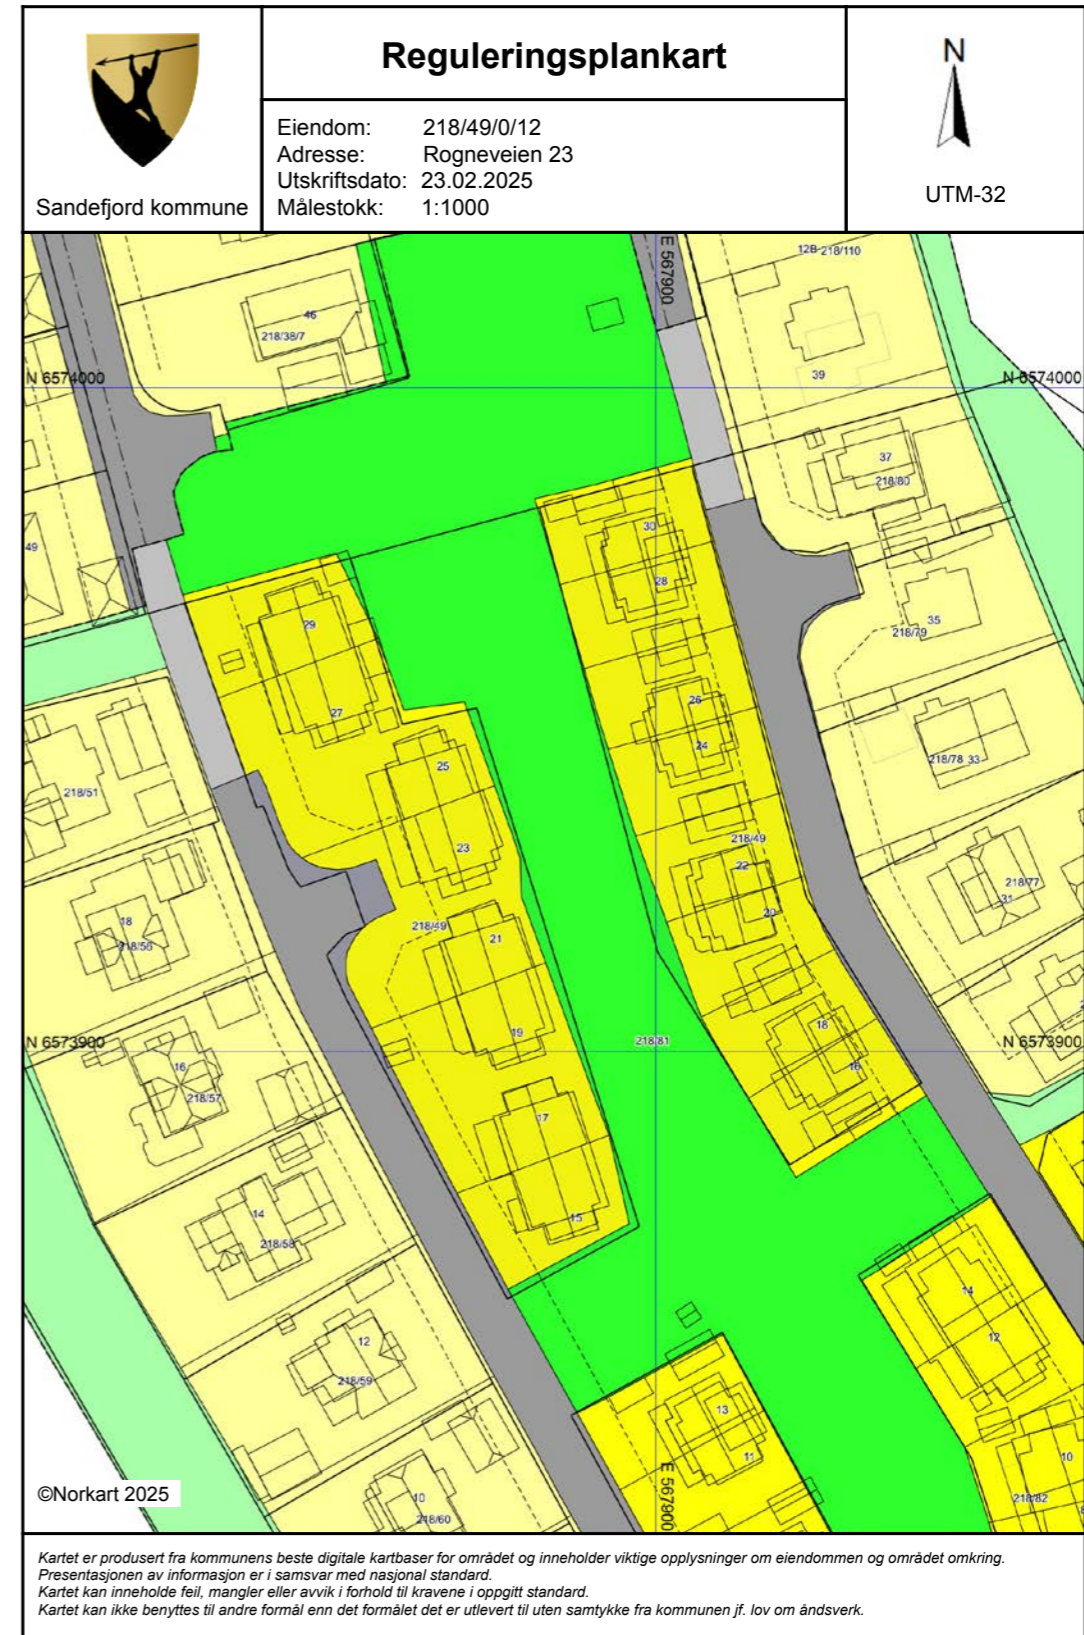 Sandefjord kommune
Reguleringsplankart
Eiendom: 218/49/0/12
Adresse: Rogneveien 23
Utskriftsdato: 23.02.2025
Målestokk: 1:1000
N
UTM-32
E 567900
12B 218/110
46
218/38/7
N 6574000
N 6574000
39
37
218/80
49
30
28
29
35
218/79
27
26
24
25
218/78 33
218/51
23
218/49
22
218/77
31
20
18
218/56
218/49
21
19
18
N 6573900
218/81
N 6573900
16
16
218/57
17
15
14
218/58
14
12
12
218/59
13
11
10
218/82
E 567900
10
218/60
©Norkart 2025
Kartet er produsert fra kommunens beste digitale kartbaser for området og inneholder viktige opplysninger om eiendommen og området omkring.
Presentasjonen av informasjon er i samsvar med nasjonal standard.
Kartet kan inneholde feil, mangler eller avvik i forhold til kravene i oppgitt standard.
Kartet kan ikke benyttes til andre formål enn det formålet det er utlevert til uten samtykke fra kommunen jf. lov om åndsverk.